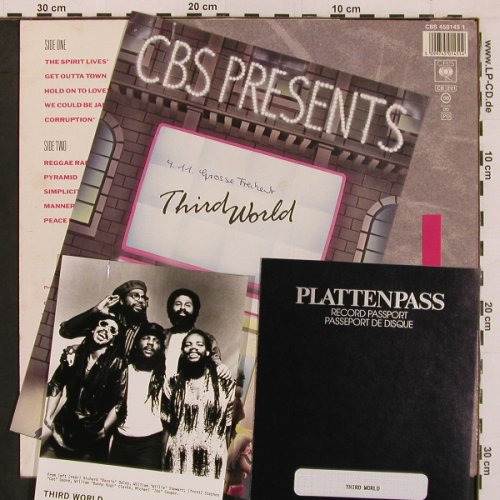 30 cm
20 cm
10 cm
www.LP-CD.de
SIDE ONE
THE SPIRIT LIVES
GET OUTTA TOWN
HOLD ON TO LOVE
WE COULD BE JA
CORRUPTION
SIDE TWO
REGGAE RA
PYRAMID
SIMPLICIT
MANNER
PEACE
CBS 450145 1
CBS
CBS PRESENTS
4.11. Grosse Freiheit
Third World
10 cm
20 cm
30 cm
PLATTENPASS
RECORD PASSPORT
PASSEPORT DE DISQUE
THIRD WORLD
THIRD WORLD